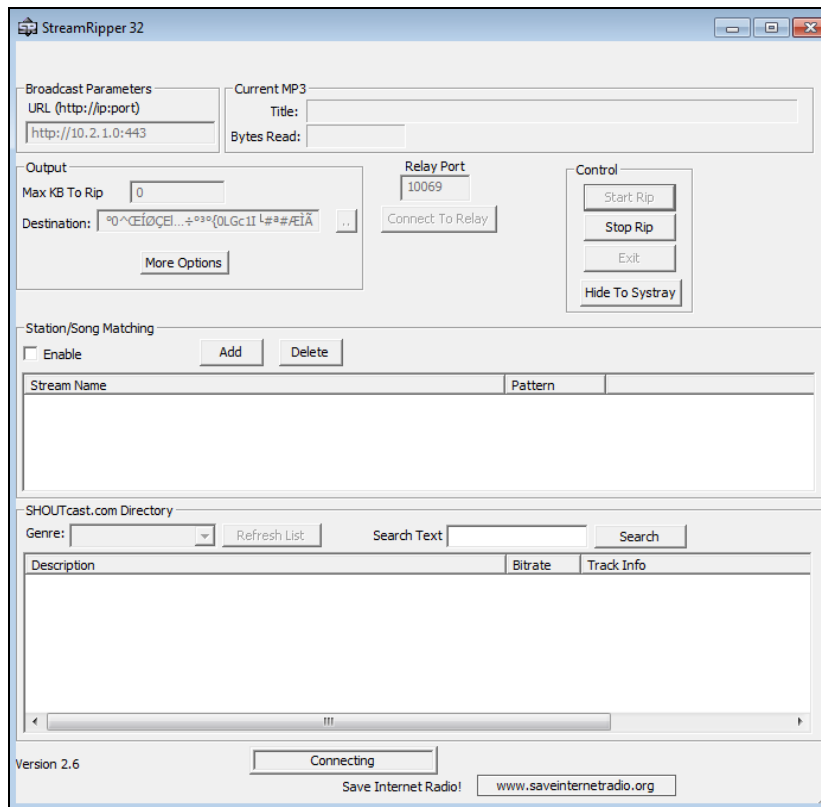 StreamRipper 32
Broadcast Parameters
URL (http://ip:port)
http://10.2.1.0:443
Current MP3
Title:
Bytes Read:
Output
Max KB To Rip 0
Destination: ..
More Options
Relay Port
10069
Connect To Relay
Control
Start Rip
Stop Rip
Exit
Hide To Systray
Station/Song Matching
Enable Add Delete
Stream Name Pattern
SHOUTcast.com Directory
Genre: Refresh List Search Text Search
Description Bitrate Track Info
Version 2.6 Connecting
Save Internet Radio! www.saveinternetradio.org